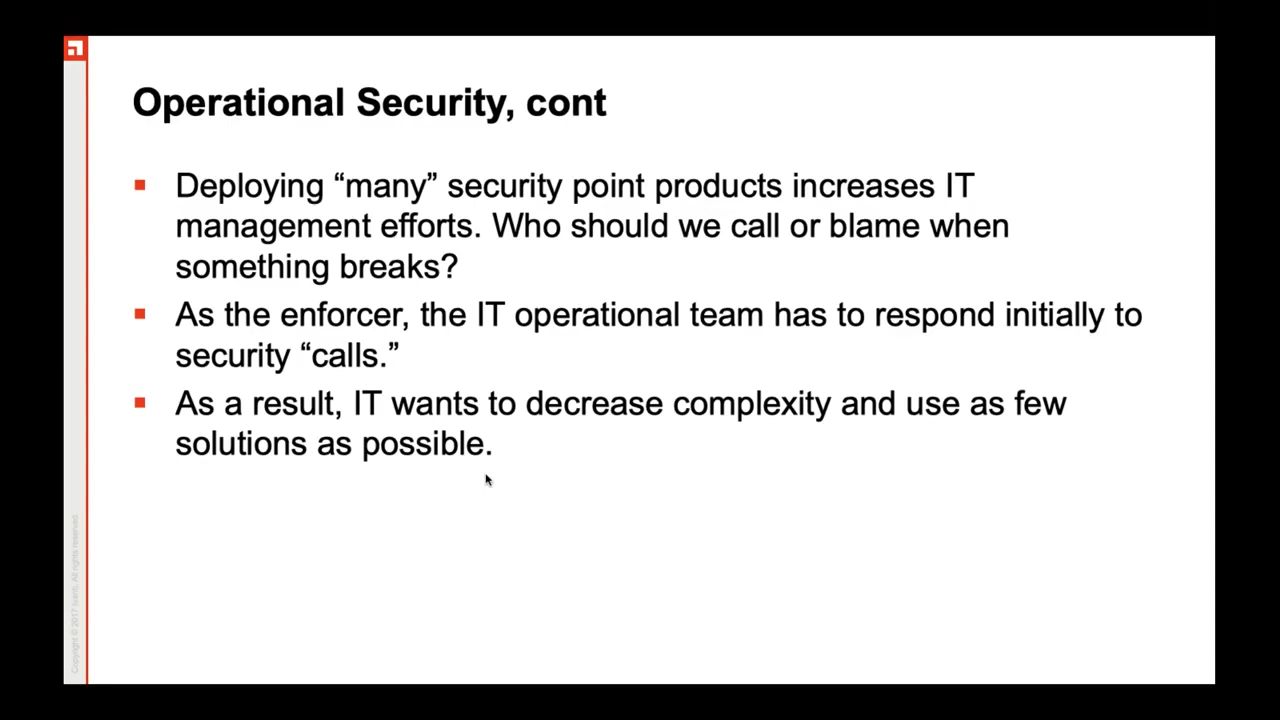 Operational Security, cont
▪ Deploying “many” security point products increases IT
management efforts. Who should we call or blame when
something breaks?
▪ As the enforcer, the IT operational team has to respond initially to
security “calls.”
▪ As a result, IT wants to decrease complexity and use as few
solutions as possible.
Copyright © 2017 Ivanti. All rights reserved.